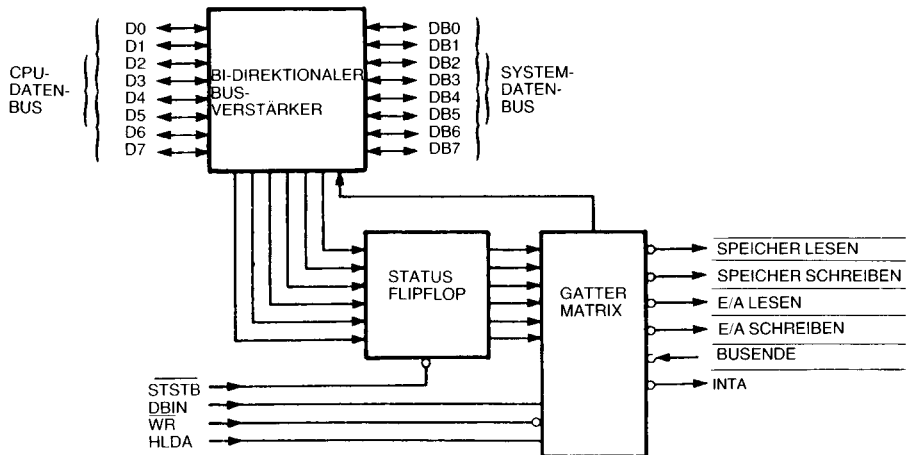 CPU-
DATEN-
BUS
D0
D1
D2
D3
D4
D5
D6
D7
BI-DIREKTIONALER
BUS-
VERSTÄRKER
DB0
DB1
DB2
DB3
DB4
DB5
DB6
DB7
SYSTEM-
DATEN-
BUS
STATUS
FLIPFLOP
GATTER
MATRIX
SPEICHER LESEN
SPEICHER SCHREIBEN
E/A LESEN
E/A SCHREIBEN
BUSENDE
INTA
STSTB
DBIN
WR
HLDA